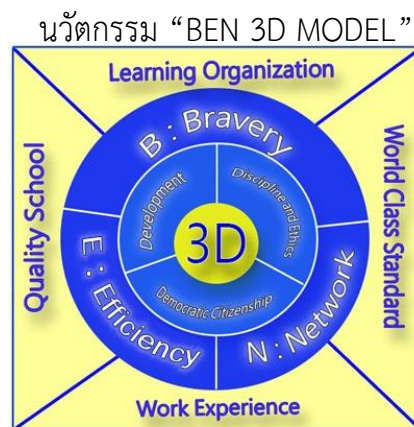 นวัตกรรม “BEN 3D MODEL”
Learning Organization
Quality School
World Class Standard
B : Bravery
Development
Discipline and Ethics
3D
Democratic Citizenship
E : Efficiency
N : Network
Work Experience